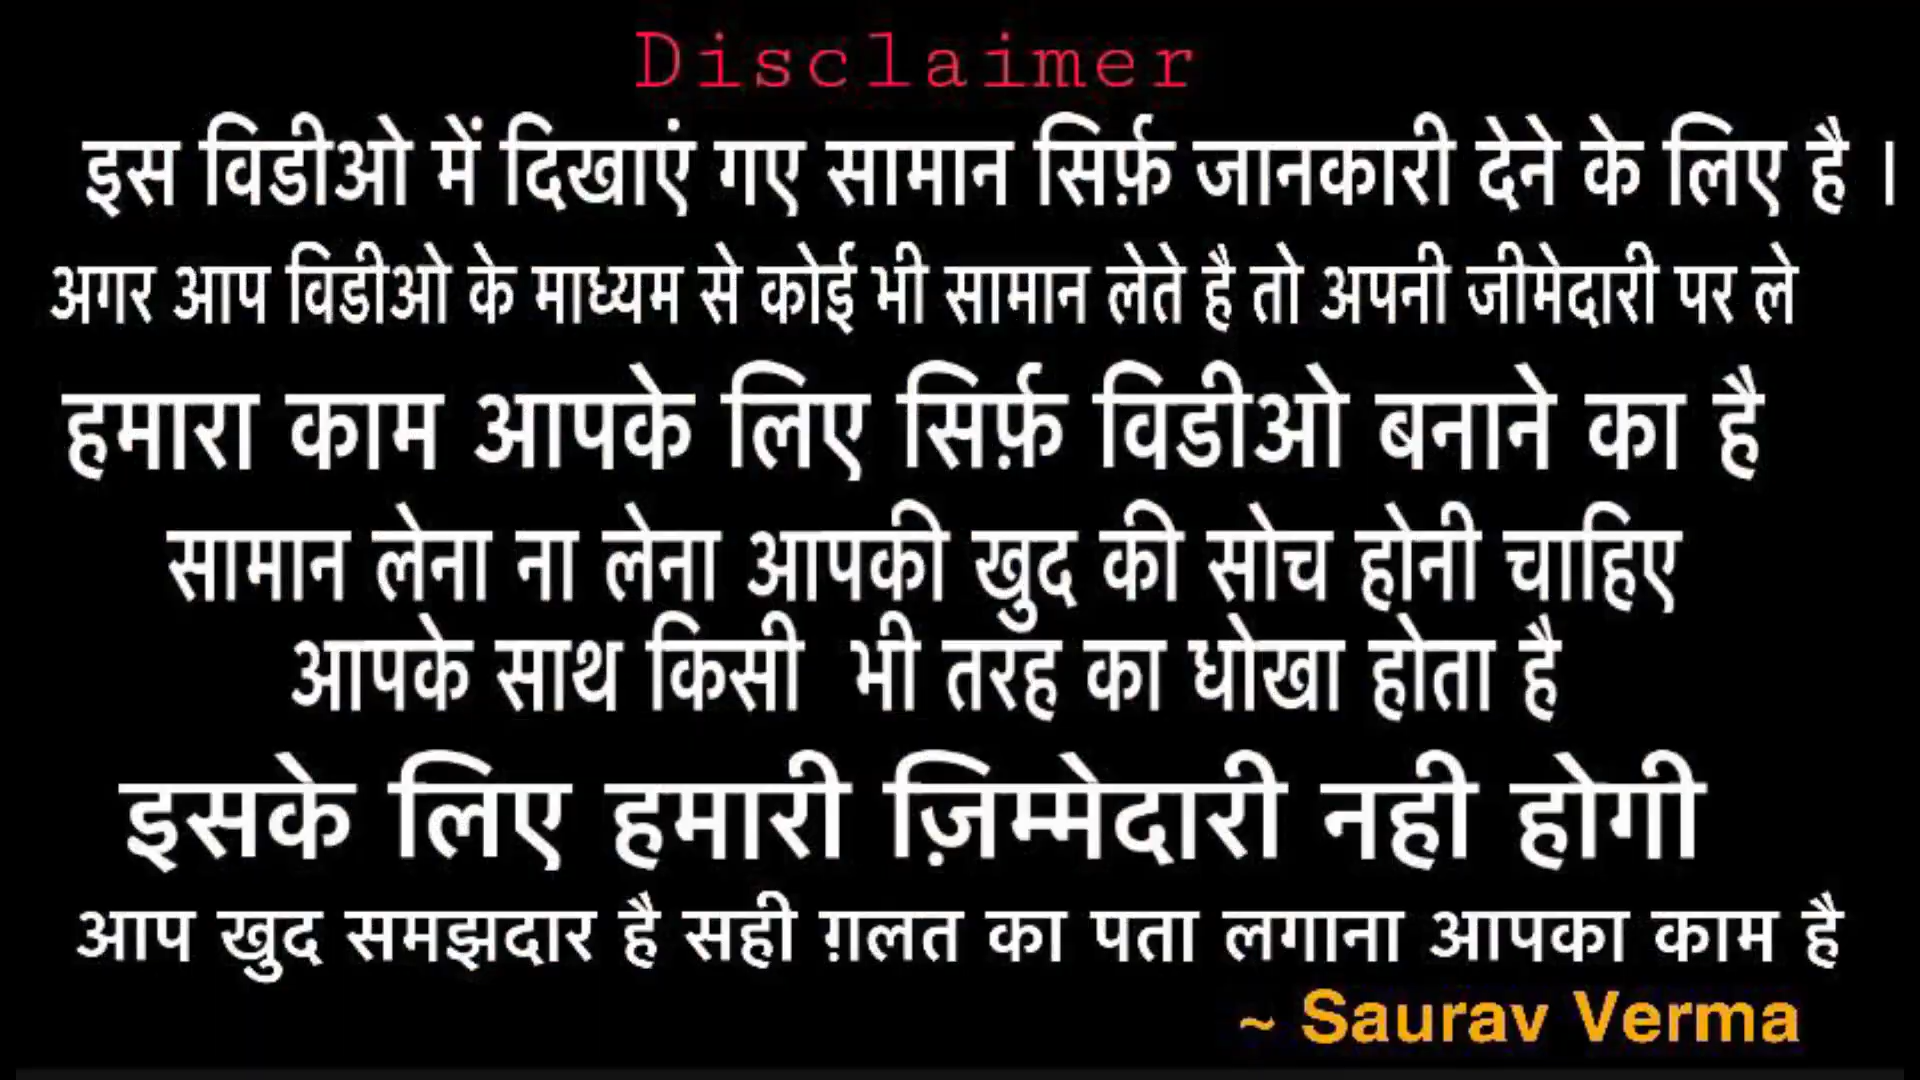 Disclaimer
इस विडीओ में दिखाएं गए सामान सिर्फ़ जानकारी देने के लिए है ।
अगर आप विडीओ के माध्यम से कोई भी सामान लेते है तो अपनी जीमेदारी पर ले
हमारा काम आपके लिए सिर्फ़ विडीओ बनाने का है
सामान लेना ना लेना आपकी खुद की सोच होनी चाहिए
आपके साथ किसी भी तरह का धोखा होता है
इसके लिए हमारी ज़िम्मेदारी नही होगी
आप खुद समझदार है सही ग़लत का पता लगाना आपका काम है
~ Saurav Verma